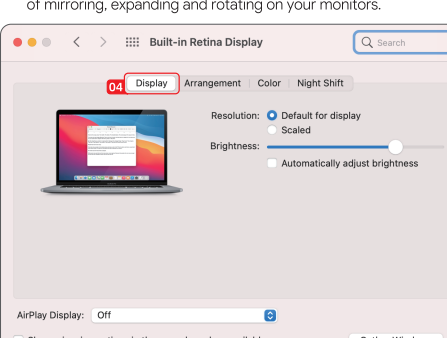 of mirroring, expanding and rotating on your monitors.
Built-in Retina Display
Search
04
Display Arrangement Color Night Shift
Resolution: Default for display
Scaled
Brightness:
Automatically adjust brightness
AirPlay Display: Off